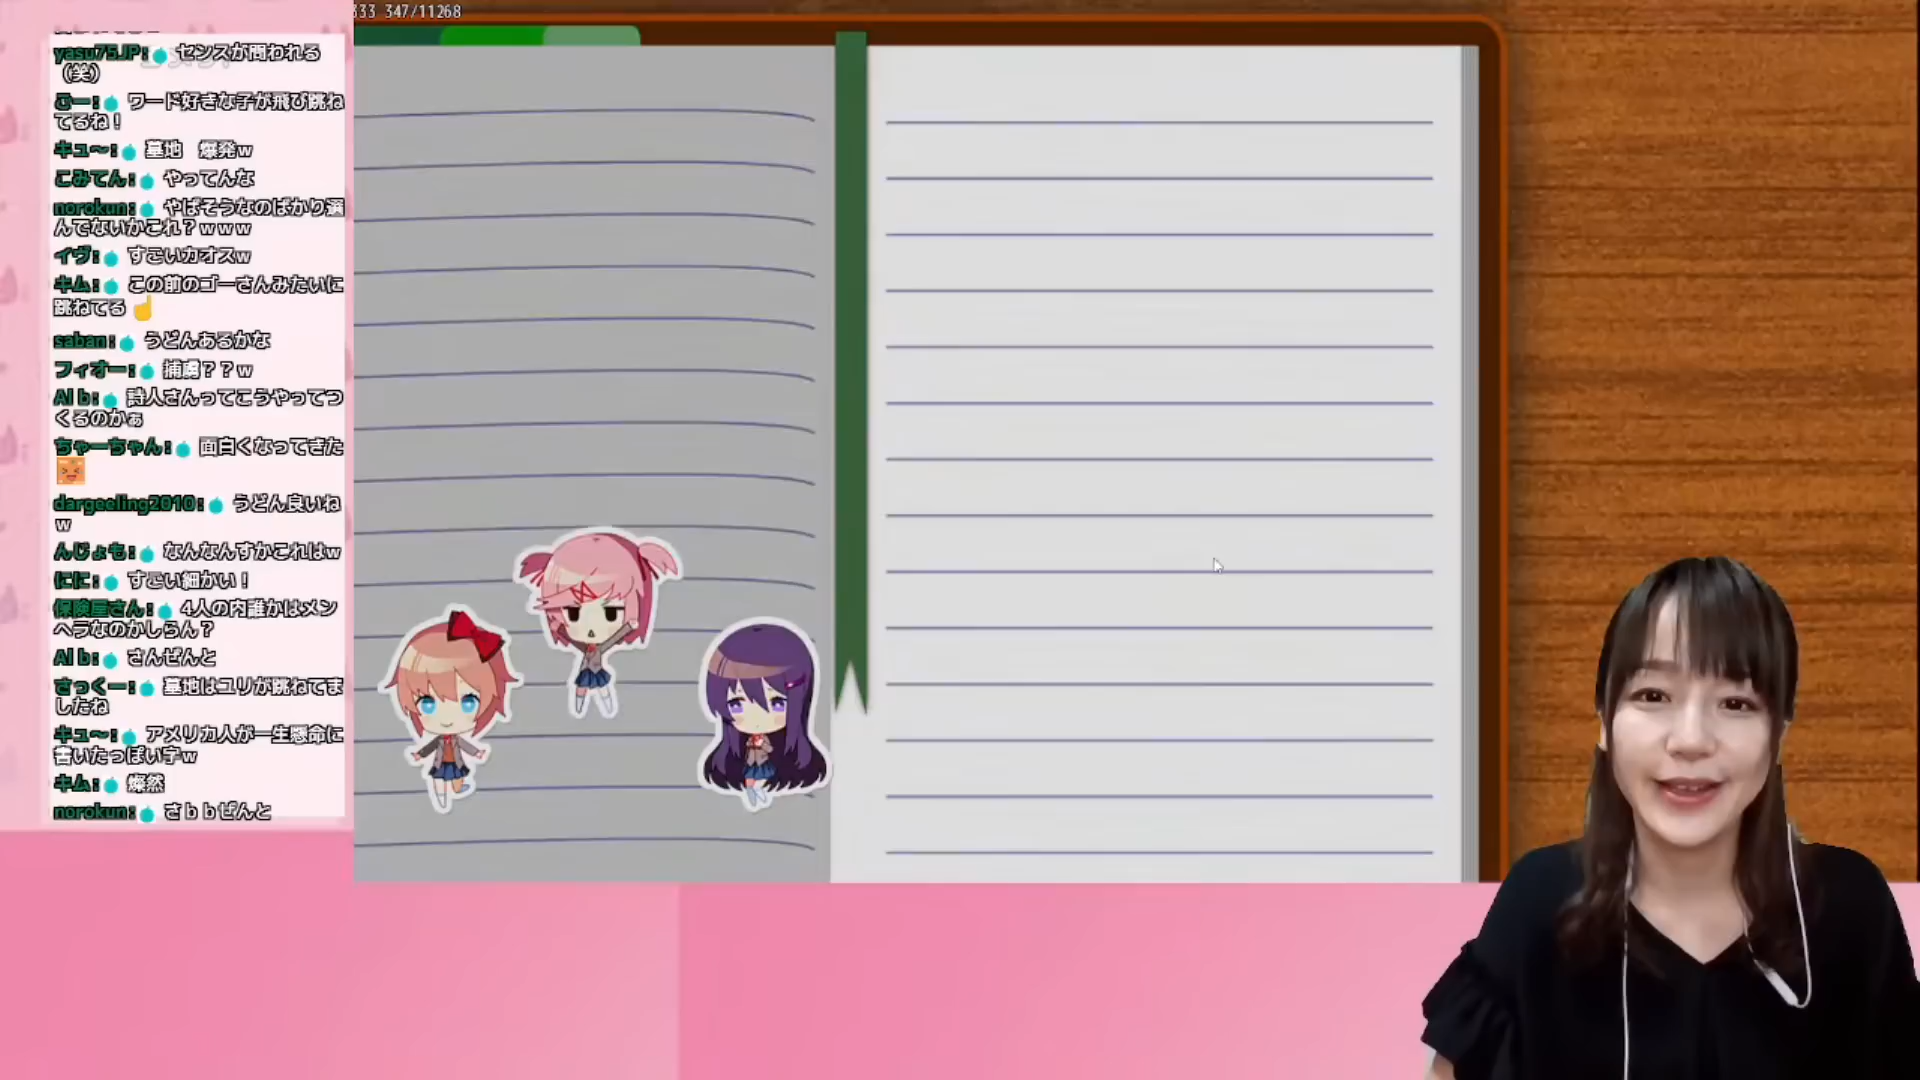 333 347/11268
yasu75JP: センスが問われる
（笑）
ごー: ワード好きな子が飛び跳ね
てるね！
キュ～: 墓地　爆発w
こみてん: やってんな
norokun: やばそうなのばかり選
んでないかこれ？ｗｗｗ
イヴ: すごいカオスw
キム: この前のゴーさんみたいに
跳ねてる ☝
saban: うどんあるかな
フィオー: 捕虜？？w
Al b: 詩人さんってこうやってつ
くるのかぁ
ちゃーちゃん: 面白くなってきた
dargeeling2010: うどん良いね
w
んじょも: なんなんすかこれはw
にに: すごい細かい！
保険屋さん: 4人の内誰かはメン
ヘラなのかしらん？
Al b: さんぜんと
さっくー: 墓地はユリが跳ねてま
したね
キュ～: アメリカ人が一生懸命に
書いたっぽい字w
キム: 燦然
norokun: さｂｂぜんと